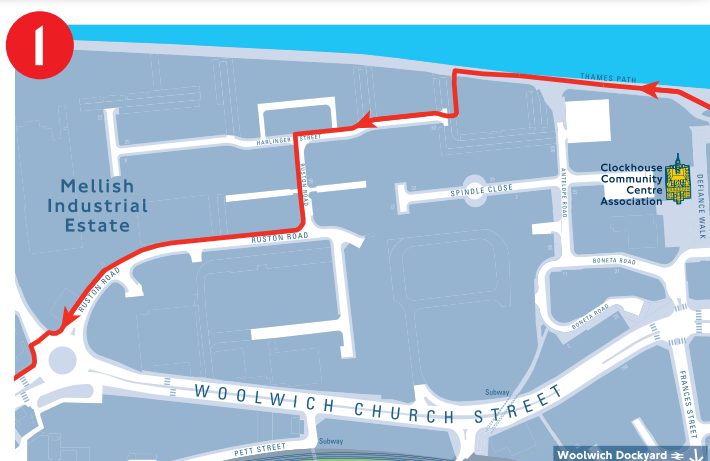 1
THAMES PATH
HARLINGER STREET
RUSTON ROAD
Mellish
Industrial
Estate
Clockhouse
Community
Centre
Association
SPINDLE CLOSE
ANTELOPE ROAD
DEFIANCE WALK
RUSTON ROAD
BONETA ROAD
RUSTON ROAD
BONETA ROAD
WOOLWICH CHURCH STREET
Subway
FRANCES STREET
Subway
PETT STREET
Woolwich Dockyard